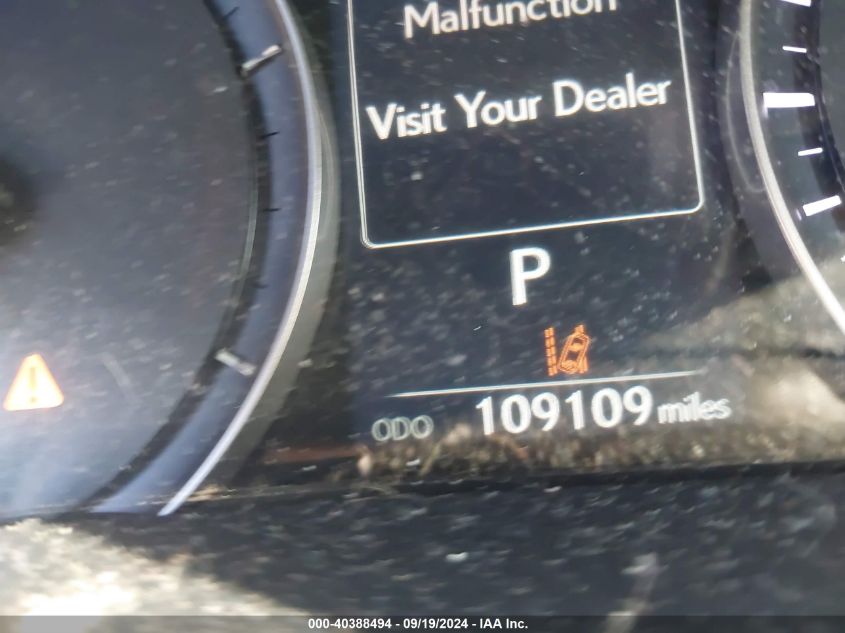 Malfunction
Visit Your Dealer
P
ODO 109109 miles
000-40388494 - 09/19/2024 - IAA Inc.